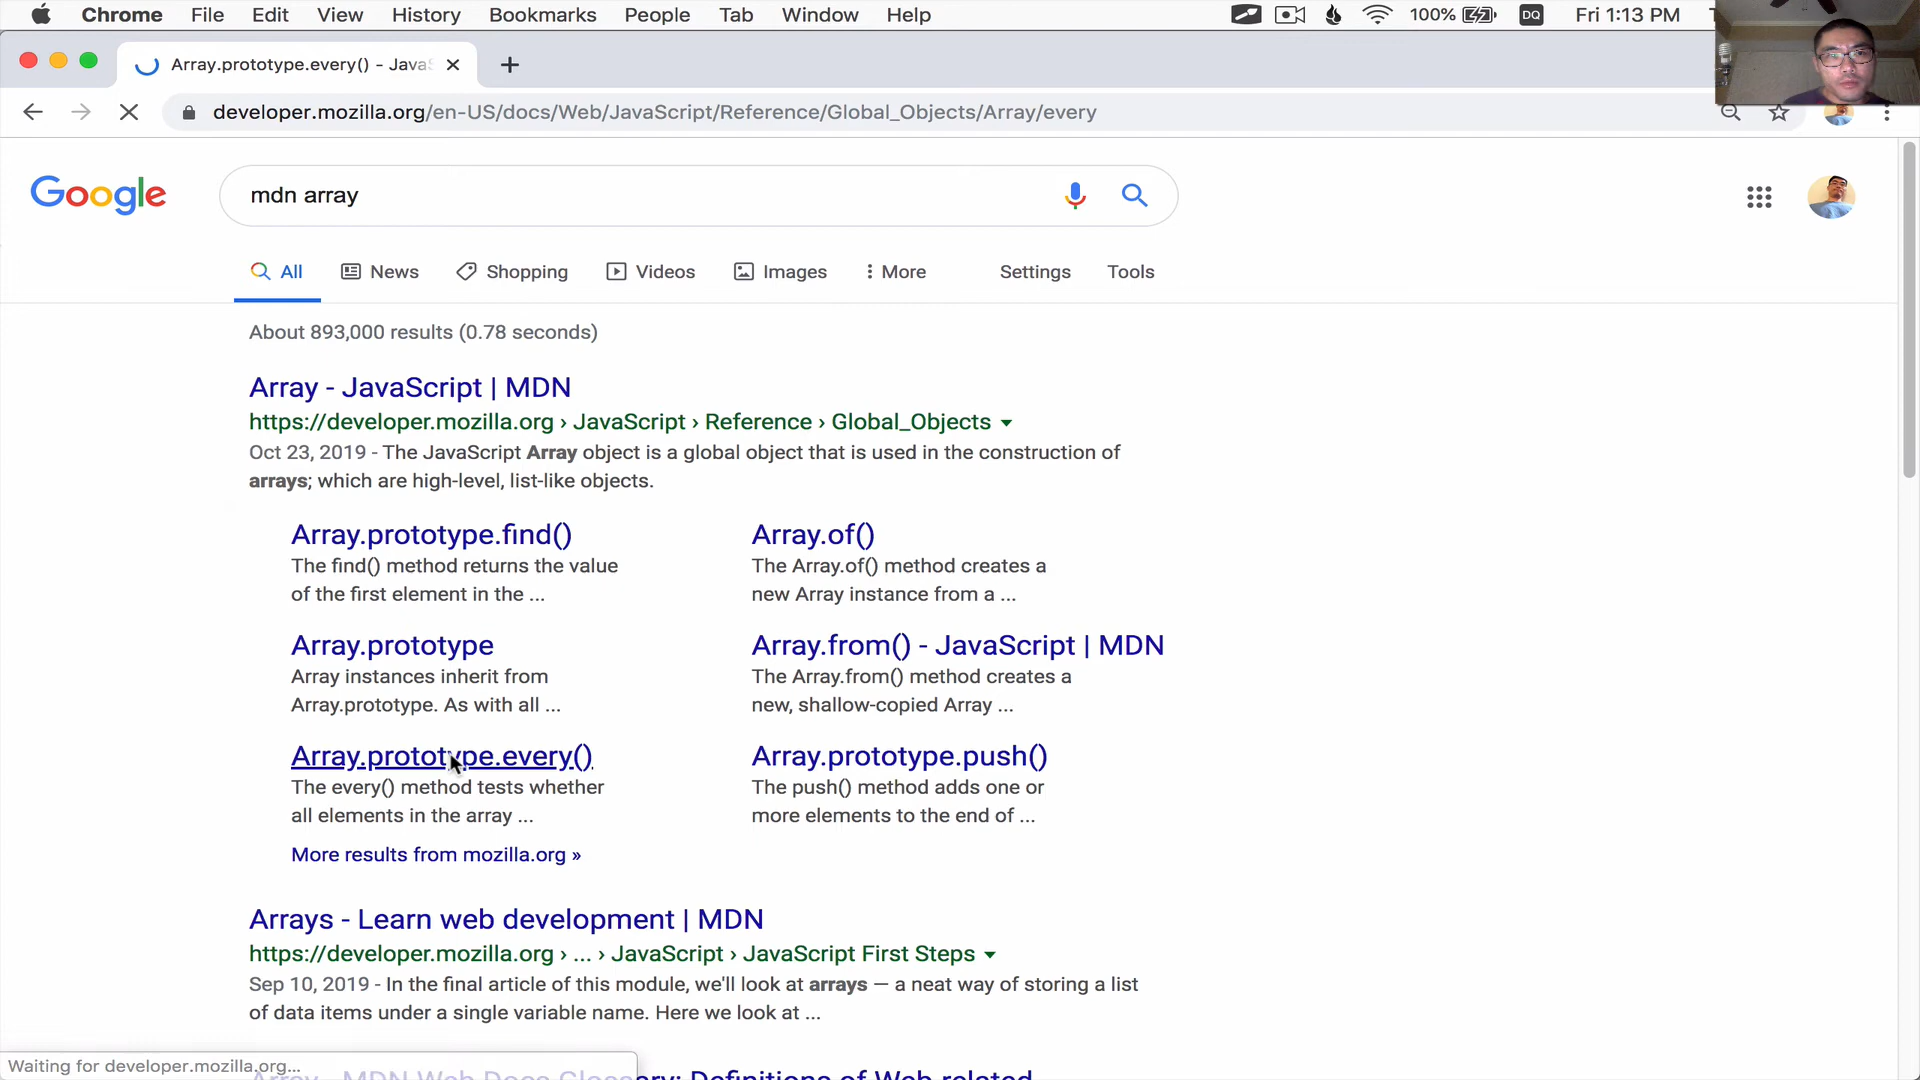 Chrome File Edit View History Bookmarks People Tab Window Help 100% DQ Fri 1:13 PM
Array.prototype.every() - Java
developer.mozilla.org/en-US/docs/Web/JavaScript/Reference/Global_Objects/Array/every
Google mdn array
All News Shopping Videos Images More Settings Tools
About 893,000 results (0.78 seconds)
Array - JavaScript | MDN
https://developer.mozilla.org › JavaScript › Reference › Global_Objects
Oct 23, 2019 - The JavaScript Array object is a global object that is used in the construction of
arrays; which are high-level, list-like objects.
Array.prototype.find()
The find() method returns the value
of the first element in the ...
Array.of()
The Array.of() method creates a
new Array instance from a ...
Array.prototype
Array instances inherit from
Array.prototype. As with all ...
Array.from() - JavaScript | MDN
The Array.from() method creates a
new, shallow-copied Array ...
Array.prototype.every()
The every() method tests whether
all elements in the array ...
Array.prototype.push()
The push() method adds one or
more elements to the end of ...
More results from mozilla.org »
Arrays - Learn web development | MDN
https://developer.mozilla.org › ... › JavaScript › JavaScript First Steps
Sep 10, 2019 - In the final article of this module, we'll look at arrays — a neat way of storing a list
of data items under a single variable name. Here we look at ...
Waiting for developer.mozilla.org...
Array - MDN Web Docs Glossary: Definitions of Web-related